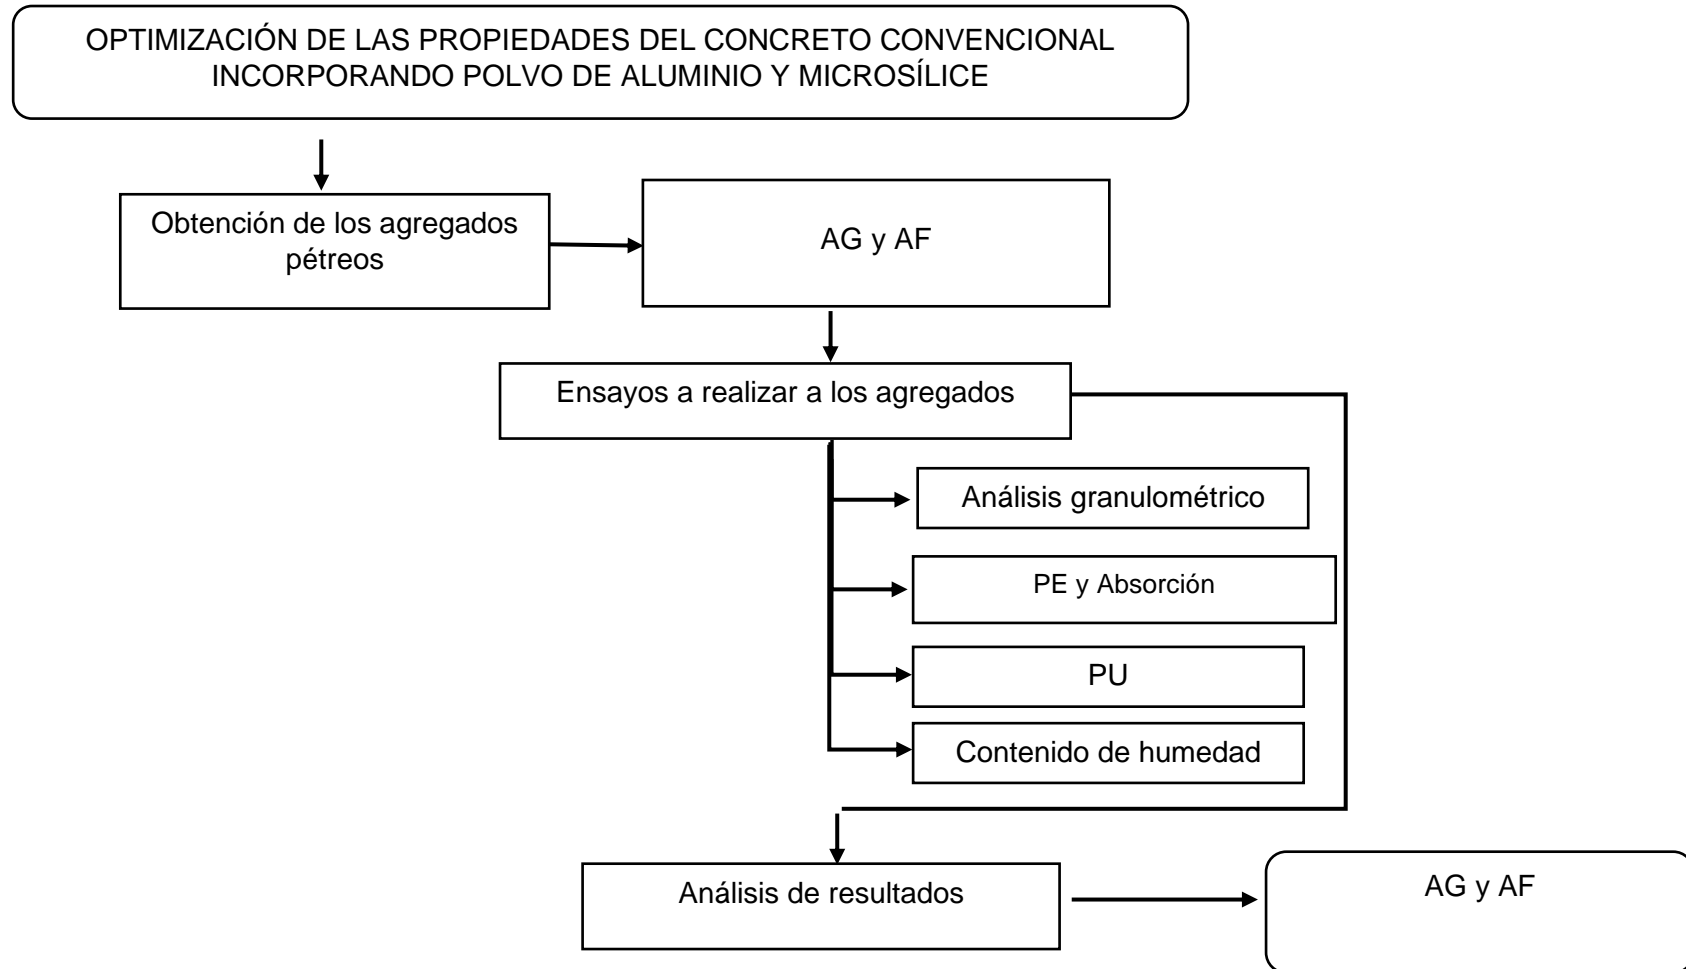 OPTIMIZACIÓN DE LAS PROPIEDADES DEL CONCRETO CONVENCIONAL
INCORPORANDO POLVO DE ALUMINIO Y MICROSÍLICE
Obtención de los agregados
pétreos
AG y AF
Ensayos a realizar a los agregados
Análisis granulométrico
PE y Absorción
PU
Contenido de humedad
Análisis de resultados
AG y AF